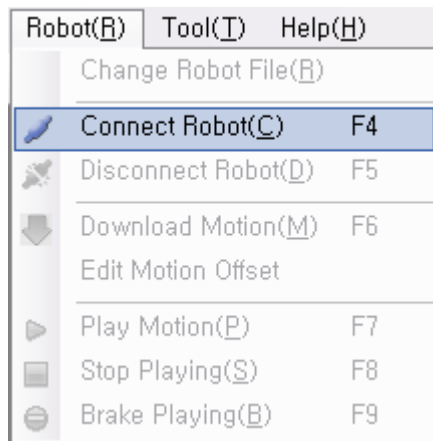 Robot(R) Tool(T) Help(H)
Change Robot File(R)
Connect Robot(C) F4
Disconnect Robot(D) F5
Download Motion(M) F6
Edit Motion Offset
Play Motion(P) F7
Stop Playing(S) F8
Brake Playing(B) F9